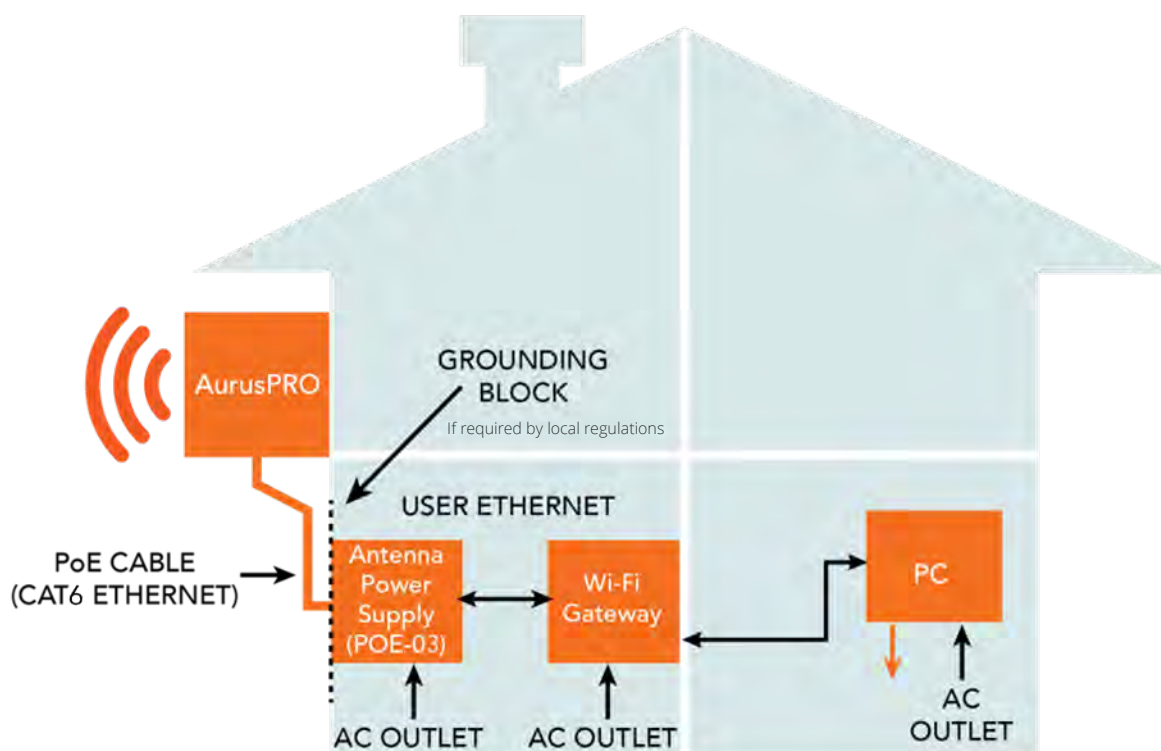 AurusPRO
GROUNDING
BLOCK
If required by local regulations
USER ETHERNET
PoE CABLE
(CAT6 ETHERNET)
Antenna
Power
Supply
(POE-03)
Wi-Fi
Gateway
PC
AC OUTLET
AC OUTLET
AC
OUTLET